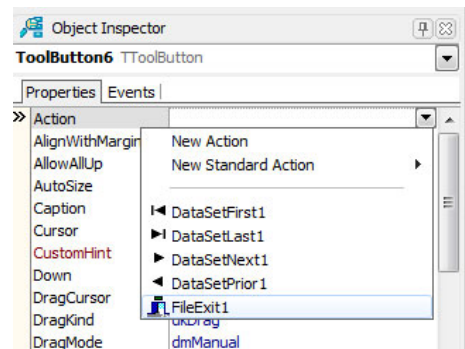 Object Inspector
ToolButton6 TToolButton
Properties Events
Action
AlignWithMargin
AllowAllUp
AutoSize
Caption
Cursor
CustomHint
Down
DragCursor
DragKind dkDrag
DragMode dmManual
New Action
New Standard Action
DataSetFirst1
DataSetLast1
DataSetNext1
DataSetPrior1
FileExit1